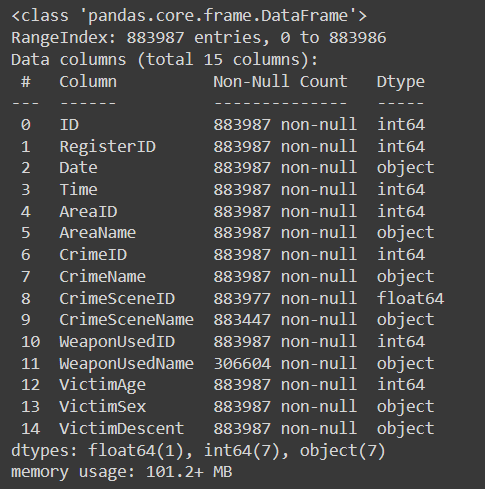 <class 'pandas.core.frame.DataFrame'>
RangeIndex: 883987 entries, 0 to 883986
Data columns (total 15 columns):
 #   Column          Non-Null Count   Dtype
---  ------          --------------   -----
 0   ID              883987 non-null  int64
 1   RegisterID      883987 non-null  int64
 2   Date            883987 non-null  object
 3   Time            883987 non-null  int64
 4   AreaID          883987 non-null  int64
 5   AreaName        883987 non-null  object
 6   CrimeID         883987 non-null  int64
 7   CrimeName       883987 non-null  object
 8   CrimeSceneID    883977 non-null  float64
 9   CrimeSceneName  883447 non-null  object
 10  WeaponUsedID    883987 non-null  int64
 11  WeaponUsedName  306604 non-null  object
 12  VictimAge       883987 non-null  int64
 13  VictimSex       883987 non-null  object
 14  VictimDescent   883987 non-null  object
dtypes: float64(1), int64(7), object(7)
memory usage: 101.2+ MB